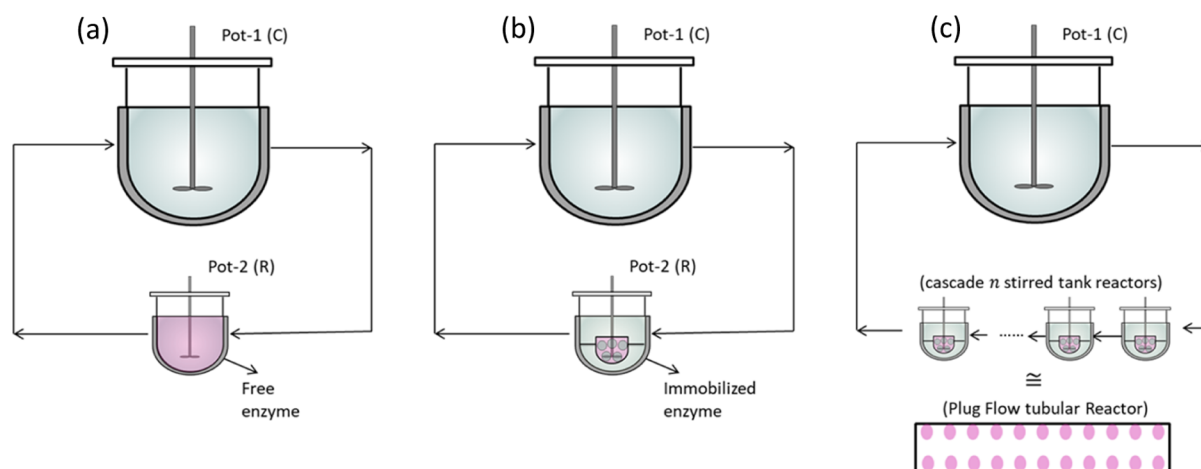 (a)
Pot-1 (C)
Pot-2 (R)
Free
enzyme
(b)
Pot-1 (C)
Pot-2 (R)
Immobilized
enzyme
(c)
Pot-1 (C)
(cascade n stirred tank reactors)
......
≅
(Plug Flow tubular Reactor)